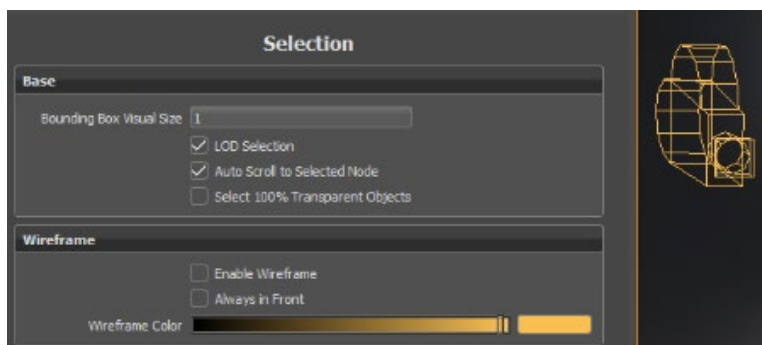 Selection
Base
Bounding Box Visual Size 1
LOD Selection
Auto Scroll to Selected Node
Select 100% Transparent Objects
Wireframe
Enable Wireframe
Always in Front
Wireframe Color